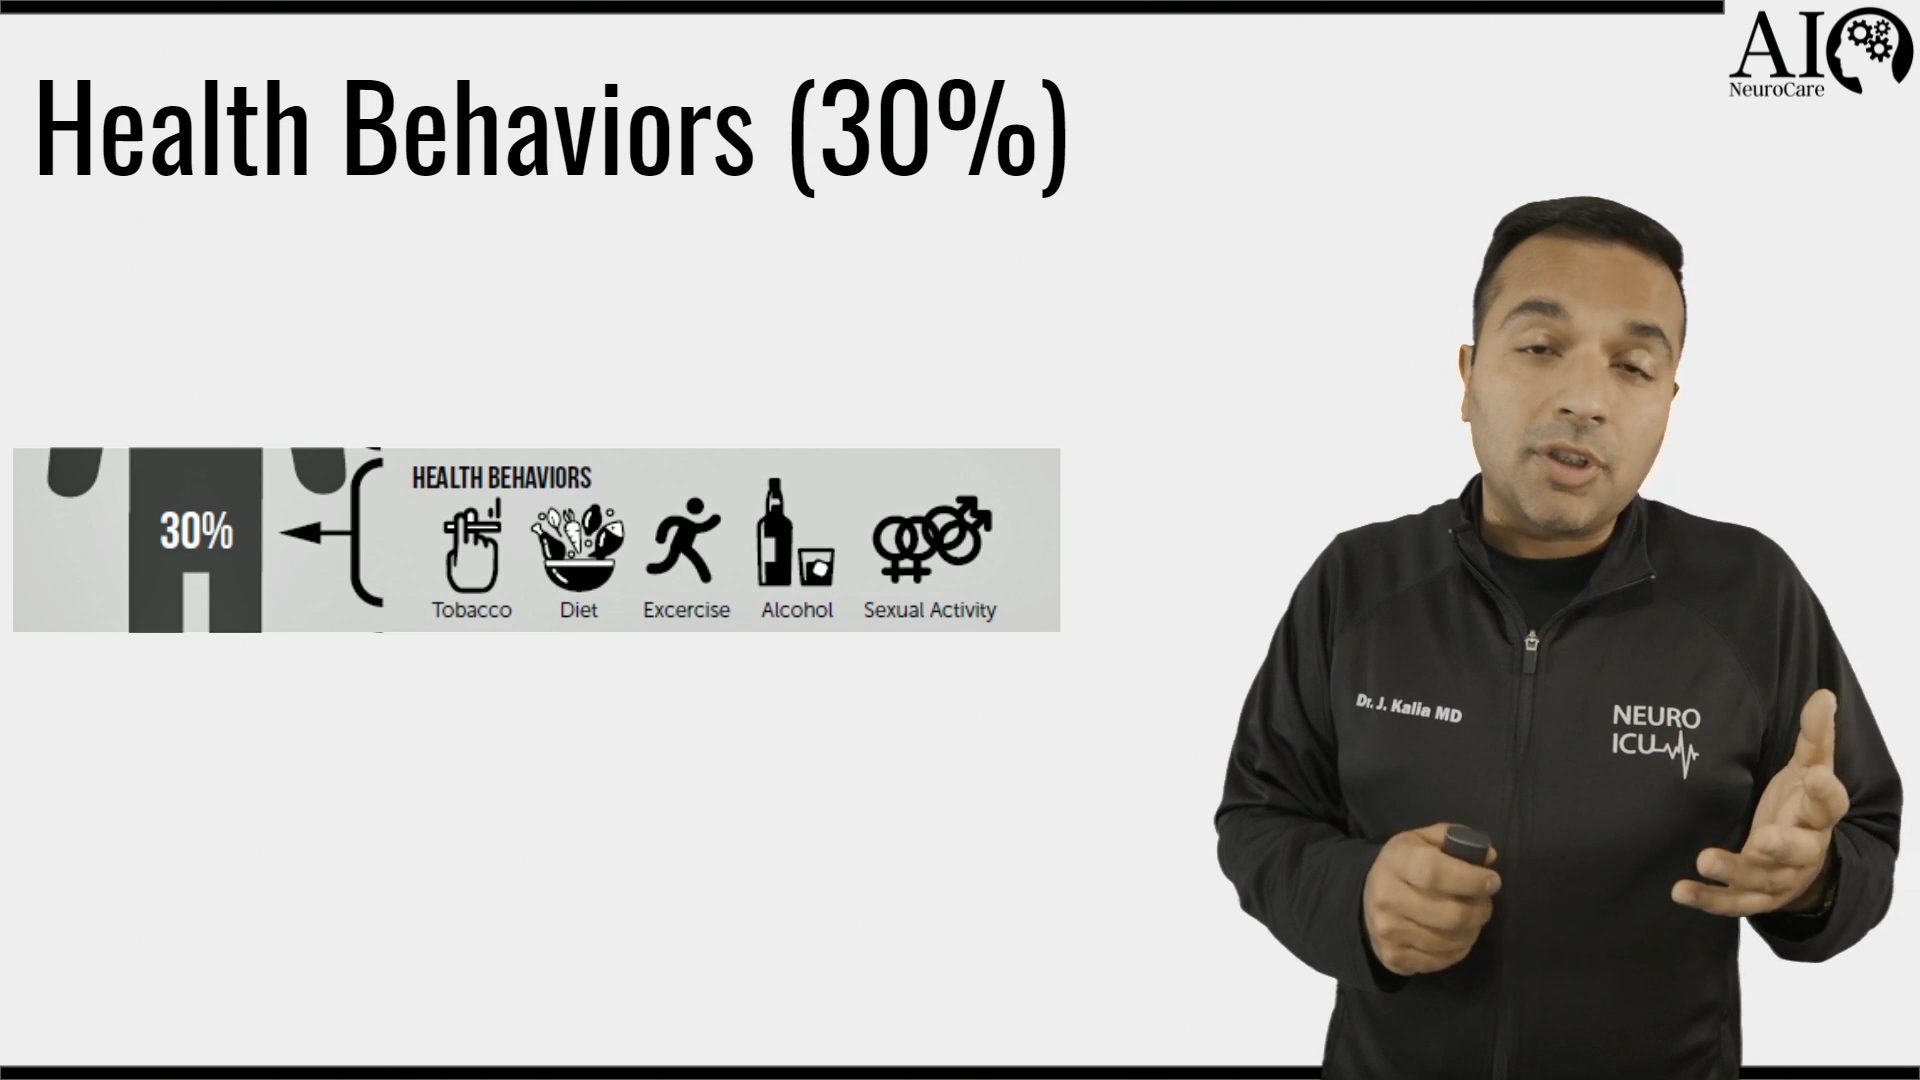 AI
NeuroCare
Health Behaviors (30%)
HEALTH BEHAVIORS
30%
Tobacco Diet Excercise Alcohol Sexual Activity
Dr. J. Kalia MD
NEURO
ICU